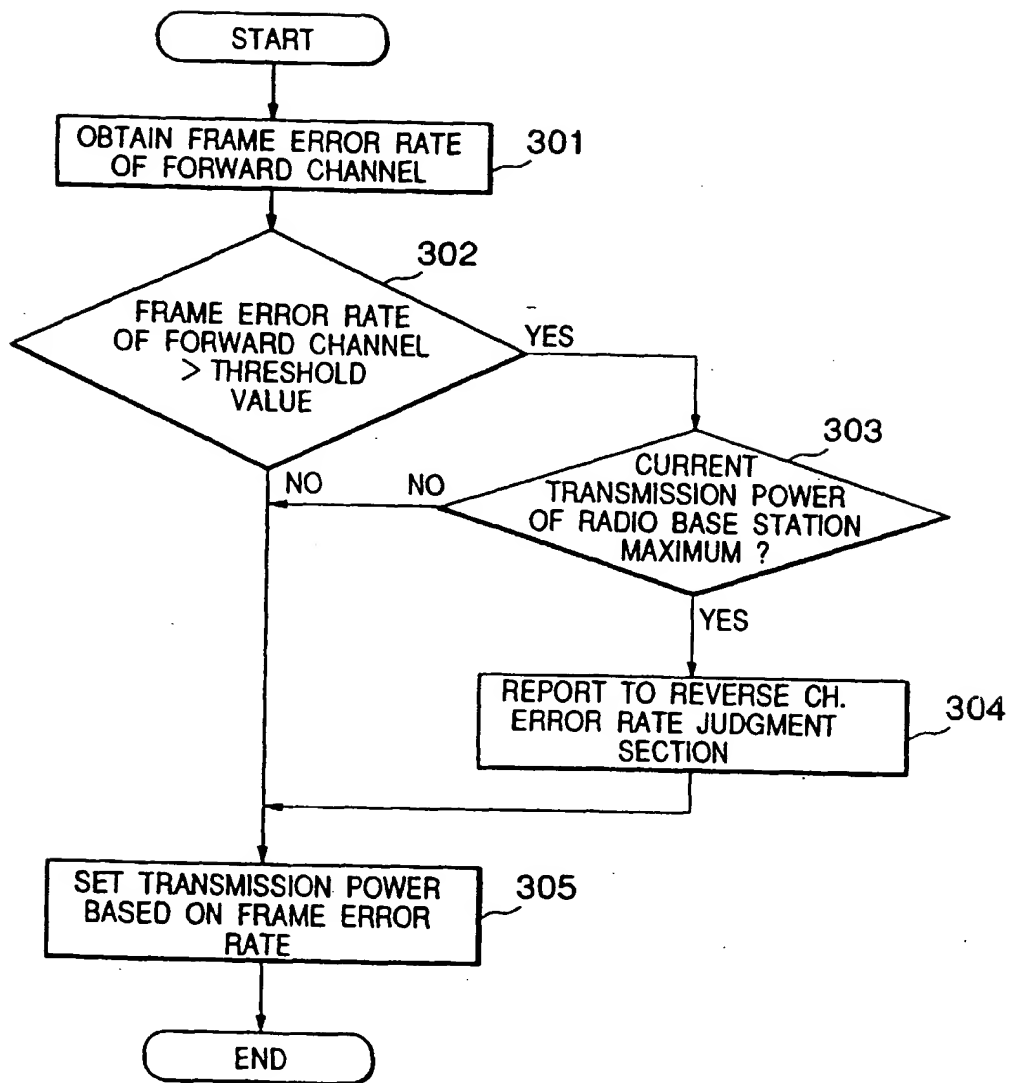 START
OBTAIN FRAME ERROR RATE
OF FORWARD CHANNEL
301
302
FRAME ERROR RATE
OF FORWARD CHANNEL
> THRESHOLD
VALUE
YES
303
CURRENT
TRANSMISSION POWER
OF RADIO BASE STATION
MAXIMUM ?
NO
NO
YES
REPORT TO REVERSE CH.
ERROR RATE JUDGMENT
SECTION
304
SET TRANSMISSION POWER
BASED ON FRAME ERROR
RATE
305
END